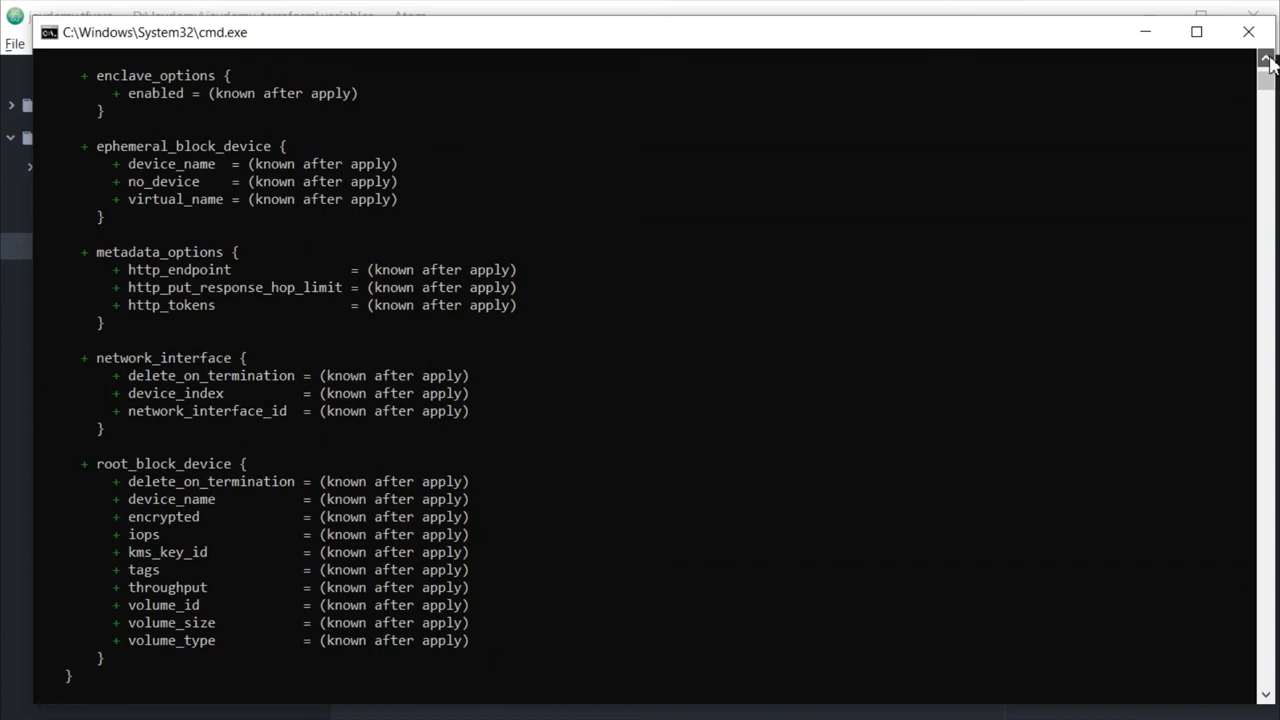 C:\Windows\System32\cmd.exe
File
+ enclave_options {
+ enabled = (known after apply)
}
+ ephemeral_block_device {
+ device_name  = (known after apply)
+ no_device    = (known after apply)
+ virtual_name = (known after apply)
}
+ metadata_options {
+ http_endpoint               = (known after apply)
+ http_put_response_hop_limit = (known after apply)
+ http_tokens                 = (known after apply)
}
+ network_interface {
+ delete_on_termination = (known after apply)
+ device_index          = (known after apply)
+ network_interface_id  = (known after apply)
}
+ root_block_device {
+ delete_on_termination = (known after apply)
+ device_name           = (known after apply)
+ encrypted             = (known after apply)
+ iops                  = (known after apply)
+ kms_key_id            = (known after apply)
+ tags                  = (known after apply)
+ throughput            = (known after apply)
+ volume_id             = (known after apply)
+ volume_size           = (known after apply)
+ volume_type           = (known after apply)
}
}